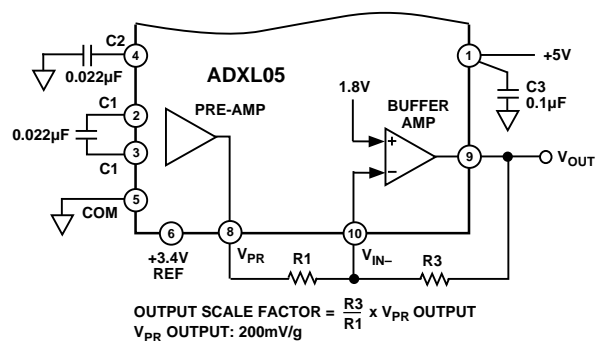 C2
4
0.022µF
ADXL05
1
+5V
C3
0.1µF
C1
2
0.022µF
PRE-AMP
1.8V
BUFFER
AMP
+
–
9
VOUT
3
C1
5
COM
6
+3.4V
REF
8
VPR
10
VIN–
R1
R3
OUTPUT SCALE FACTOR = R3/R1 x VPR OUTPUT
VPR OUTPUT: 200mV/g